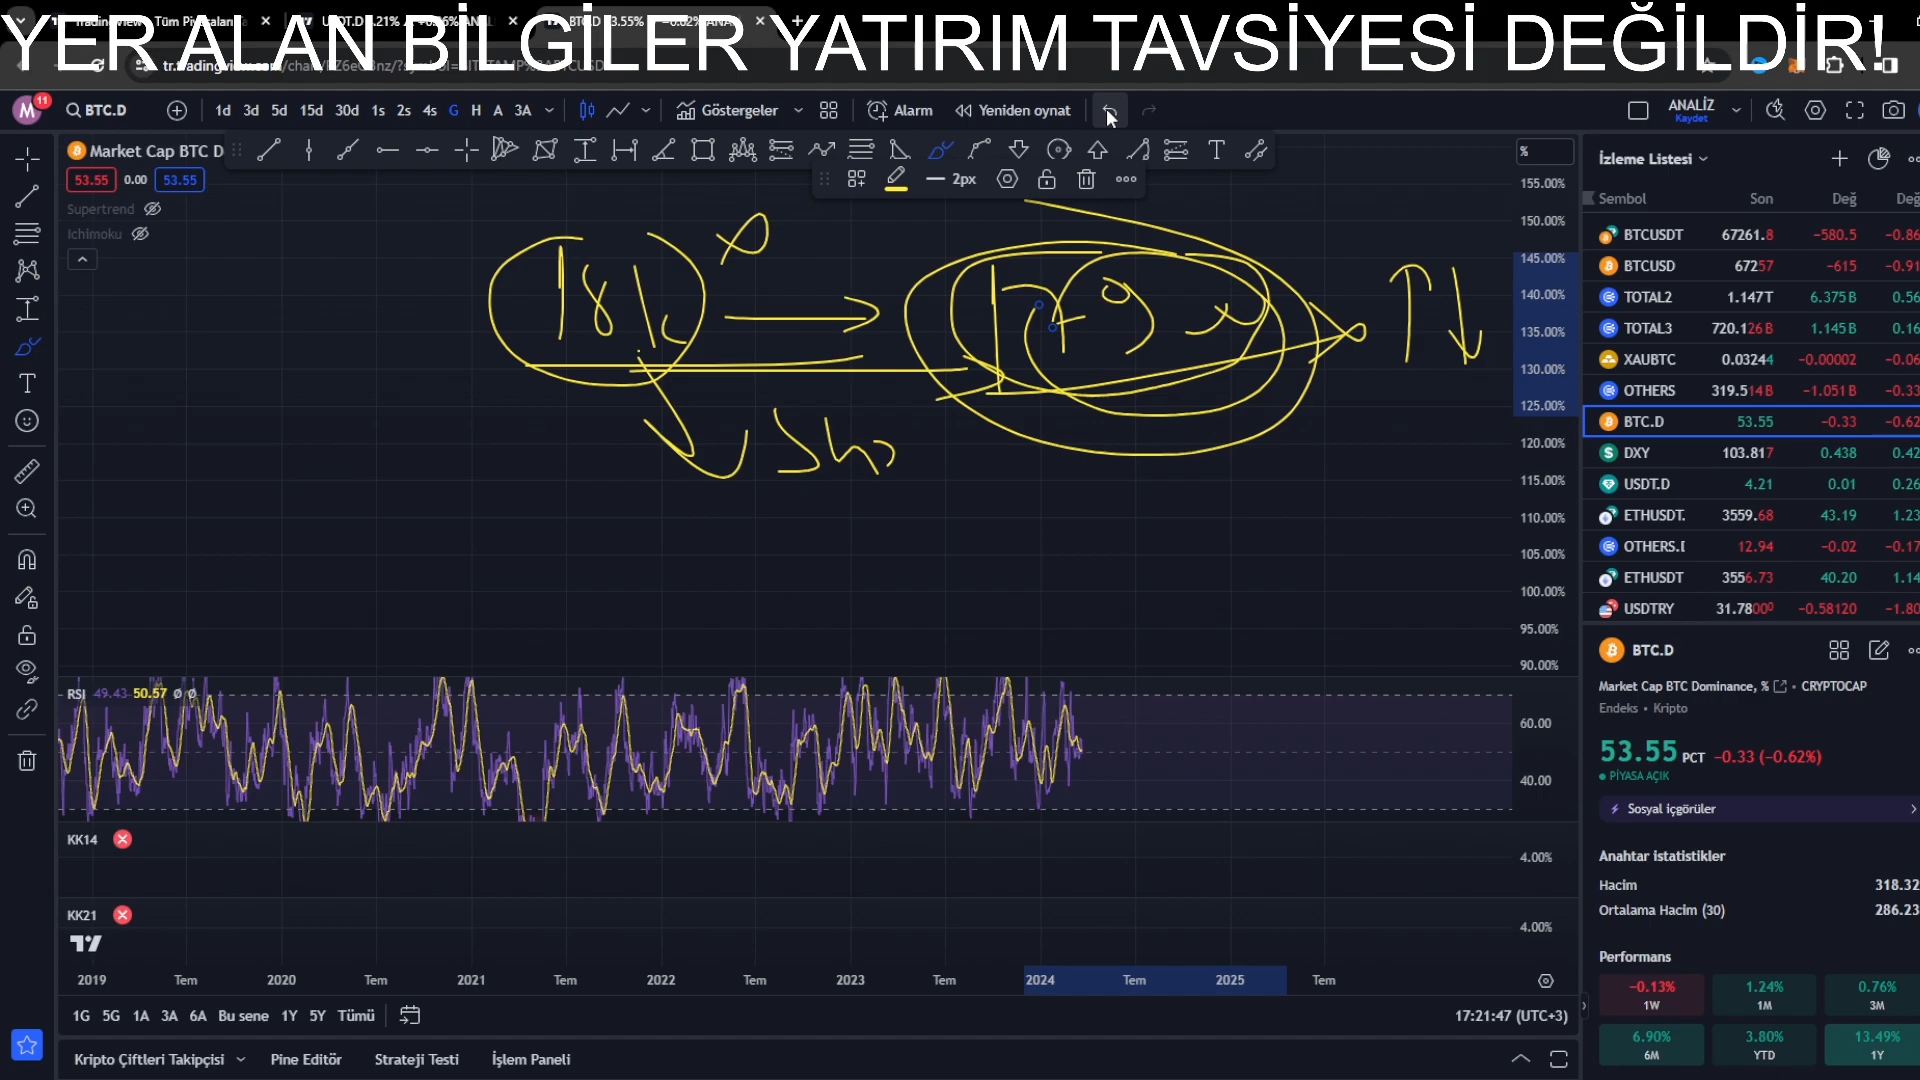 YER ALAN BİLGİLER YATIRIM TAVSİYESİ DEĞİLDİR!
M 11 BTC.D 1d 3d 5d 15d 30d 1s 2s 4s G H A 3A Göstergeler Alarm Yeniden oynat ANALİZ
Kaydet
Market Cap BTC D
53.55 0.00 53.55
2px
Supertrend
Ichimoku
%
155.00%
150.00%
145.00%
140.00%
135.00%
130.00%
125.00%
120.00%
115.00%
110.00%
105.00%
100.00%
95.00%
90.00%
RSI 49.43 50.57 Ø Ø
60.00
40.00
KK14
4.00%
KK21
4.00%
2019 Tem 2020 Tem 2021 Tem 2022 Tem 2023 Tem 2024 Tem 2025 Tem
1G 5G 1A 3A 6A Bu sene 1Y 5Y Tümü 17:21:47 (UTC+3)
Kripto Çiftleri Takipçisi Pine Editör Strateji Testi İşlem Paneli
İzleme Listesi
Sembol Son Değ Değ
BTCUSDT 67261.8 −580.5 −0.86
BTCUSD 67257 −615 −0.91
TOTAL2 1.147T 6.375B 0.56
TOTAL3 720.126B 1.145B 0.16
XAUBTC 0.03244 −0.00002 −0.06
OTHERS 319.514B −1.051B −0.33
BTC.D 53.55 −0.33 −0.62
DXY 103.817 0.438 0.42
USDT.D 4.21 0.01 0.26
ETHUSDT. 3559.68 43.19 1.23
OTHERS.D 12.94 −0.02 −0.17
ETHUSDT 3556.73 40.20 1.14
USDTRY 31.78000 −0.58120 −1.80
BTC.D
Market Cap BTC Dominance, % • CRYPTOCAP
Endeks • Kripto
53.55 PCT −0.33 (−0.62%)
PİYASA AÇIK
Sosyal içgörüler
Anahtar istatistikler
Hacim 318.32
Ortalama Hacim (30) 286.23
Performans
−0.13% 1.24% 0.76%
1W 1M 3M
6.90% 3.80% 13.49%
6M YTD 1Y